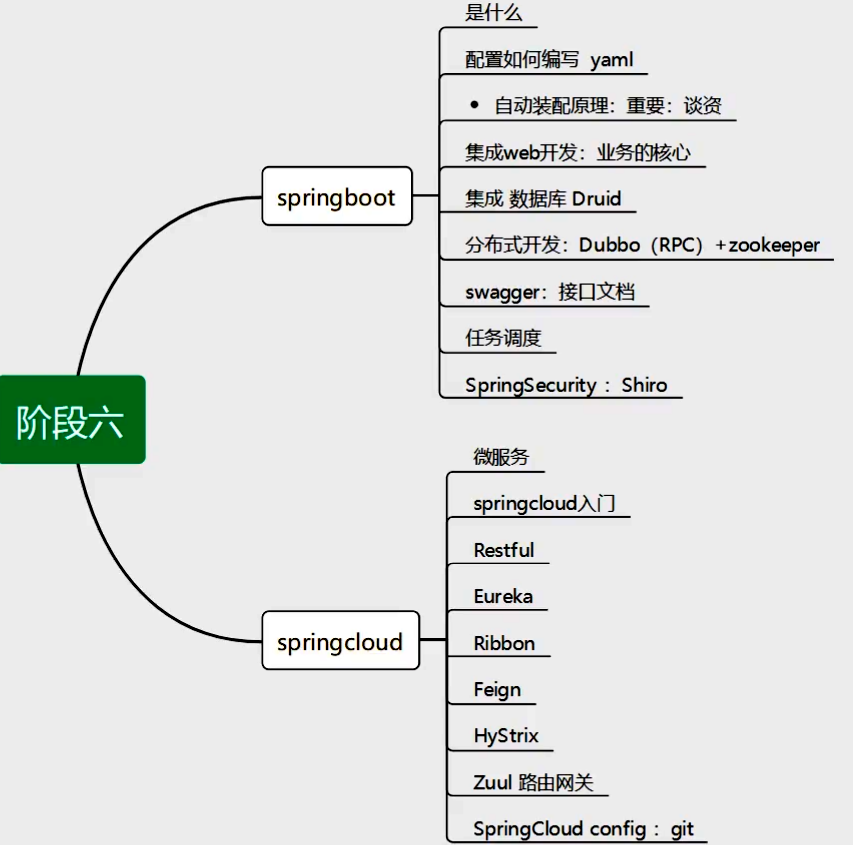 阶段六
springboot
是什么
配置如何编写 yaml
• 自动装配原理：重要：谈资
集成web开发：业务的核心
集成 数据库 Druid
分布式开发：Dubbo（RPC）+zookeeper
swagger：接口文档
任务调度
SpringSecurity ：Shiro
springcloud
微服务
springcloud入门
Restful
Eureka
Ribbon
Feign
HyStrix
Zuul 路由网关
SpringCloud config ：git